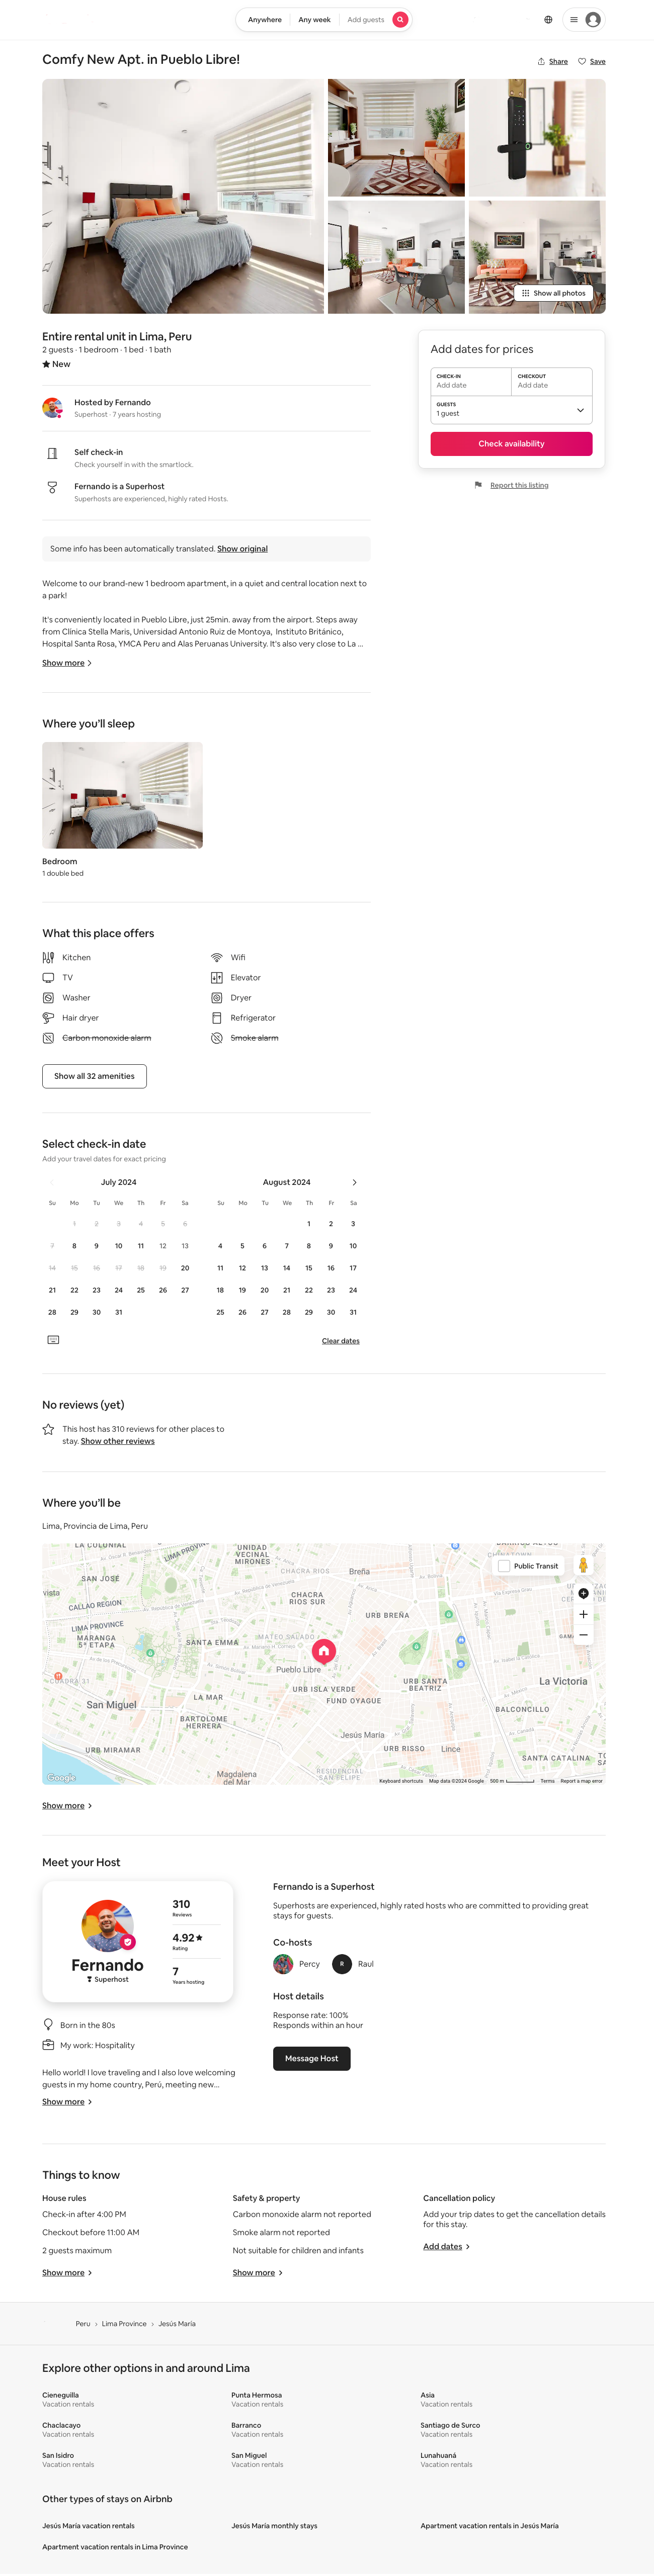 Anywhere
Any week
Add guests
Comfy New Apt. in Pueblo Libre!
Share
Save
Show all photos
Entire rental unit in Lima, Peru
2 guests · 1 bedroom · 1 bed · 1 bath
★ New
Add dates for prices
CHECK-IN
Add date
CHECKOUT
Add date
GUESTS
1 guest
Check availability
Report this listing
Hosted by Fernando
Superhost · 7 years hosting
Self check-in
Check yourself in with the smartlock.
Fernando is a Superhost
Superhosts are experienced, highly rated Hosts.
Some info has been automatically translated. Show original
Welcome to our brand-new 1 bedroom apartment, in a quiet and central location next to
a park!
It's conveniently located in Pueblo Libre, just 25min. away from the airport. Steps away
from Clínica Stella Maris, Universidad Antonio Ruiz de Montoya, Instituto Británico,
Hospital Santa Rosa, YMCA Peru and Alas Peruanas University. It's also very close to La ...
Show more
Where you'll sleep
Bedroom
1 double bed
What this place offers
Kitchen
Wifi
TV
Elevator
Washer
Dryer
Hair dryer
Refrigerator
Carbon monoxide alarm
Smoke alarm
Show all 32 amenities
Select check-in date
Add your travel dates for exact pricing
July 2024
Su Mo Tu We Th Fr Sa
1 2 3 4 5 6
7 8 9 10 11 12 13
14 15 16 17 18 19 20
21 22 23 24 25 26 27
28 29 30 31
August 2024
Su Mo Tu We Th Fr Sa
1 2 3
4 5 6 7 8 9 10
11 12 13 14 15 16 17
18 19 20 21 22 23 24
25 26 27 28 29 30 31
Clear dates
No reviews (yet)
This host has 310 reviews for other places to
stay. Show other reviews
Where you'll be
Lima, Provincia de Lima, Peru
LA COLONIAL
UNIDAD
VECINAL
MIRONES
Public Transit
CHACRA RIOS
Breña
SAN JOSÉ
CHACRA
RIOS SUR
CALLAO REGION
URB BREÑA
LIMA PROVINCE
MARANGA
5ª ETAPA
SANTA EMMA
MATEO SALADO
Pueblo Libre
URB SANTA
BEATRIZ
La Victoria
URB ISLA VERDE
LA MAR
FUND OYAGUE
San Miguel
BALCONCILLO
BARTOLOME
HERRERA
Jesús María
URB MIRAMAR
URB RISSO
Lince
SANTA CATALINA
Magdalena
del Mar
RESIDENCIAL
SAN FELIPE
Google
Keyboard shortcuts
Map data ©2024 Google
500 m
Terms
Report a map error
Show more
Meet your Host
310
Reviews
4.92★
Rating
7
Years hosting
Fernando
Superhost
Born in the 80s
My work: Hospitality
Hello world! I love traveling and I also love welcoming
guests in my home country, Perú, meeting new...
Show more
Fernando is a Superhost
Superhosts are experienced, highly rated hosts who are committed to providing great
stays for guests.
Co-hosts
Percy
R
Raul
Host details
Response rate: 100%
Responds within an hour
Message Host
Things to know
House rules
Check-in after 4:00 PM
Checkout before 11:00 AM
2 guests maximum
Show more
Safety & property
Carbon monoxide alarm not reported
Smoke alarm not reported
Not suitable for children and infants
Show more
Cancellation policy
Add your trip dates to get the cancellation details
for this stay.
Add dates
Peru
Lima Province
Jesús María
Explore other options in and around Lima
Cieneguilla
Vacation rentals
Punta Hermosa
Vacation rentals
Asia
Vacation rentals
Chaclacayo
Vacation rentals
Barranco
Vacation rentals
Santiago de Surco
Vacation rentals
San Isidro
Vacation rentals
San Miguel
Vacation rentals
Lunahuaná
Vacation rentals
Other types of stays on Airbnb
Jesús María vacation rentals
Jesús María monthly stays
Apartment vacation rentals in Jesús María
Apartment vacation rentals in Lima Province